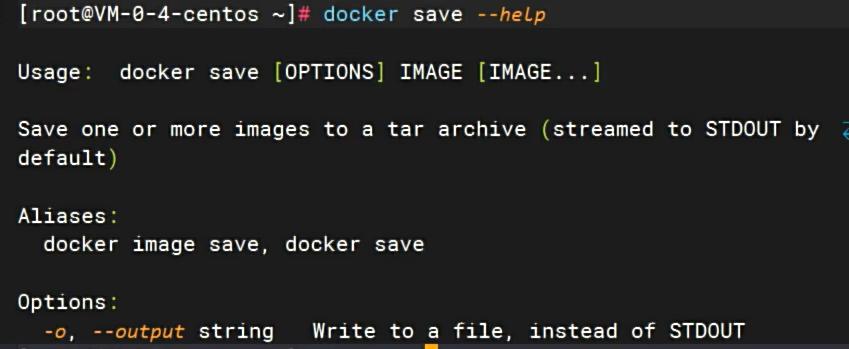 [root@VM-0-4-centos ~]# docker save --help
Usage:  docker save [OPTIONS] IMAGE [IMAGE...]
Save one or more images to a tar archive (streamed to STDOUT by
default)
Aliases:
  docker image save, docker save
Options:
  -o, --output string   Write to a file, instead of STDOUT